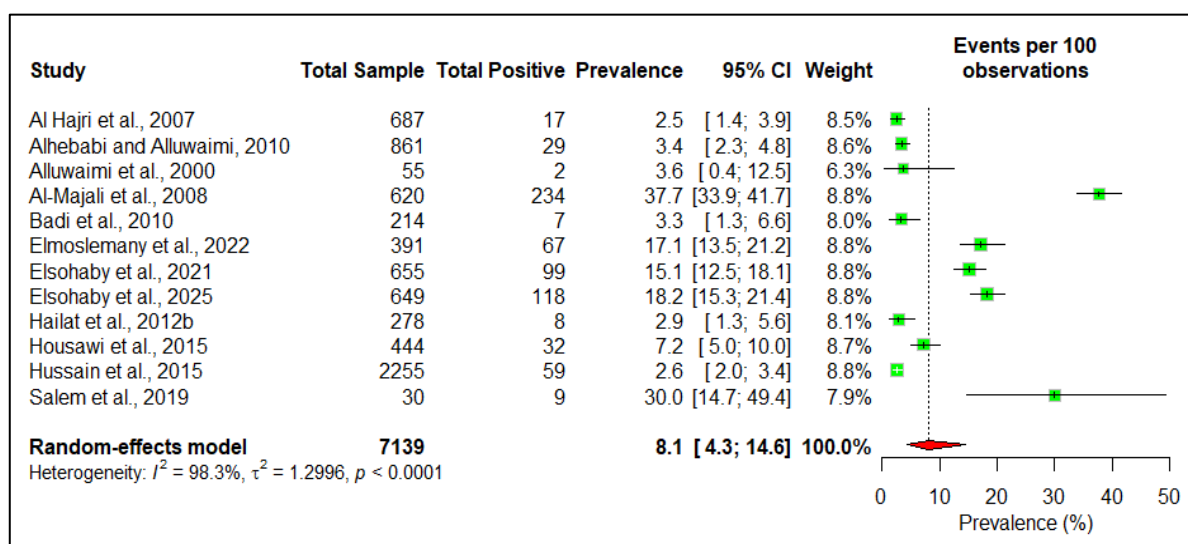 Events per 100
observations
Study Total Sample Total Positive Prevalence 95% CI Weight
Al Hajri et al., 2007 687 17 2.5 [ 1.4; 3.9] 8.5%
Alhebabi and Alluwaimi, 2010 861 29 3.4 [ 2.3; 4.8] 8.6%
Alluwaimi et al. 2000 55 2 3.6 [ 0.4; 12.5] 6.3%
Al-Majali et al., 2008 620 234 37.7 [33.9; 41.7] 8.8%
Badi et al., 2010 214 7 3.3 [ 1.3; 6.6] 8.0%
Elmoslemany et al., 2022 391 67 17.1 [13.5; 21.2] 8.8%
Elsohaby et al., 2021 655 99 15.1 [12.5; 18.1] 8.8%
Elsohaby et al., 2025 649 118 18.2 [15.3; 21.4] 8.8%
Hailat et al., 2012b 278 8 2.9 [ 1.3; 5.6] 8.1%
Housawi et al., 2015 444 32 7.2 [ 5.0; 10.0] 8.7%
Hussain et al., 2015 2255 59 2.6 [ 2.0; 3.4] 8.8%
Salem et al., 2019 30 9 30.0 [14.7; 49.4] 7.9%
Random-effects model 7139 8.1 [ 4.3; 14.6] 100.0%
Heterogeneity: I² = 98.3%, τ² = 1.2996, p < 0.0001
0 10 20 30 40 50
Prevalence (%)